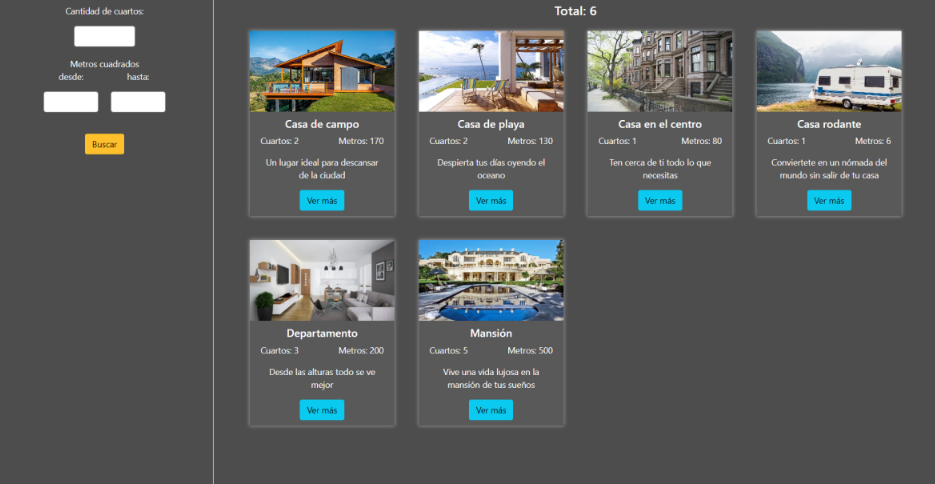 Cantidad de cuartos:
Metros cuadrados
desde: hasta:
Buscar
Total: 6
Casa de campo
Cuartos: 2 Metros: 170
Un lugar ideal para descansar
de la ciudad
Ver más
Casa de playa
Cuartos: 2 Metros: 130
Despierta tus días oyendo el
oceano
Ver más
Casa en el centro
Cuartos: 1 Metros: 80
Ten cerca de ti todo lo que
necesitas
Ver más
Casa rodante
Cuartos: 1 Metros: 6
Conviertete en un nómada del
mundo sin salir de tu casa
Ver más
Departamento
Cuartos: 3 Metros: 200
Desde las alturas todo se ve
mejor
Ver más
Mansión
Cuartos: 5 Metros: 500
Vive una vida lujosa en la
mansión de tus sueños
Ver más